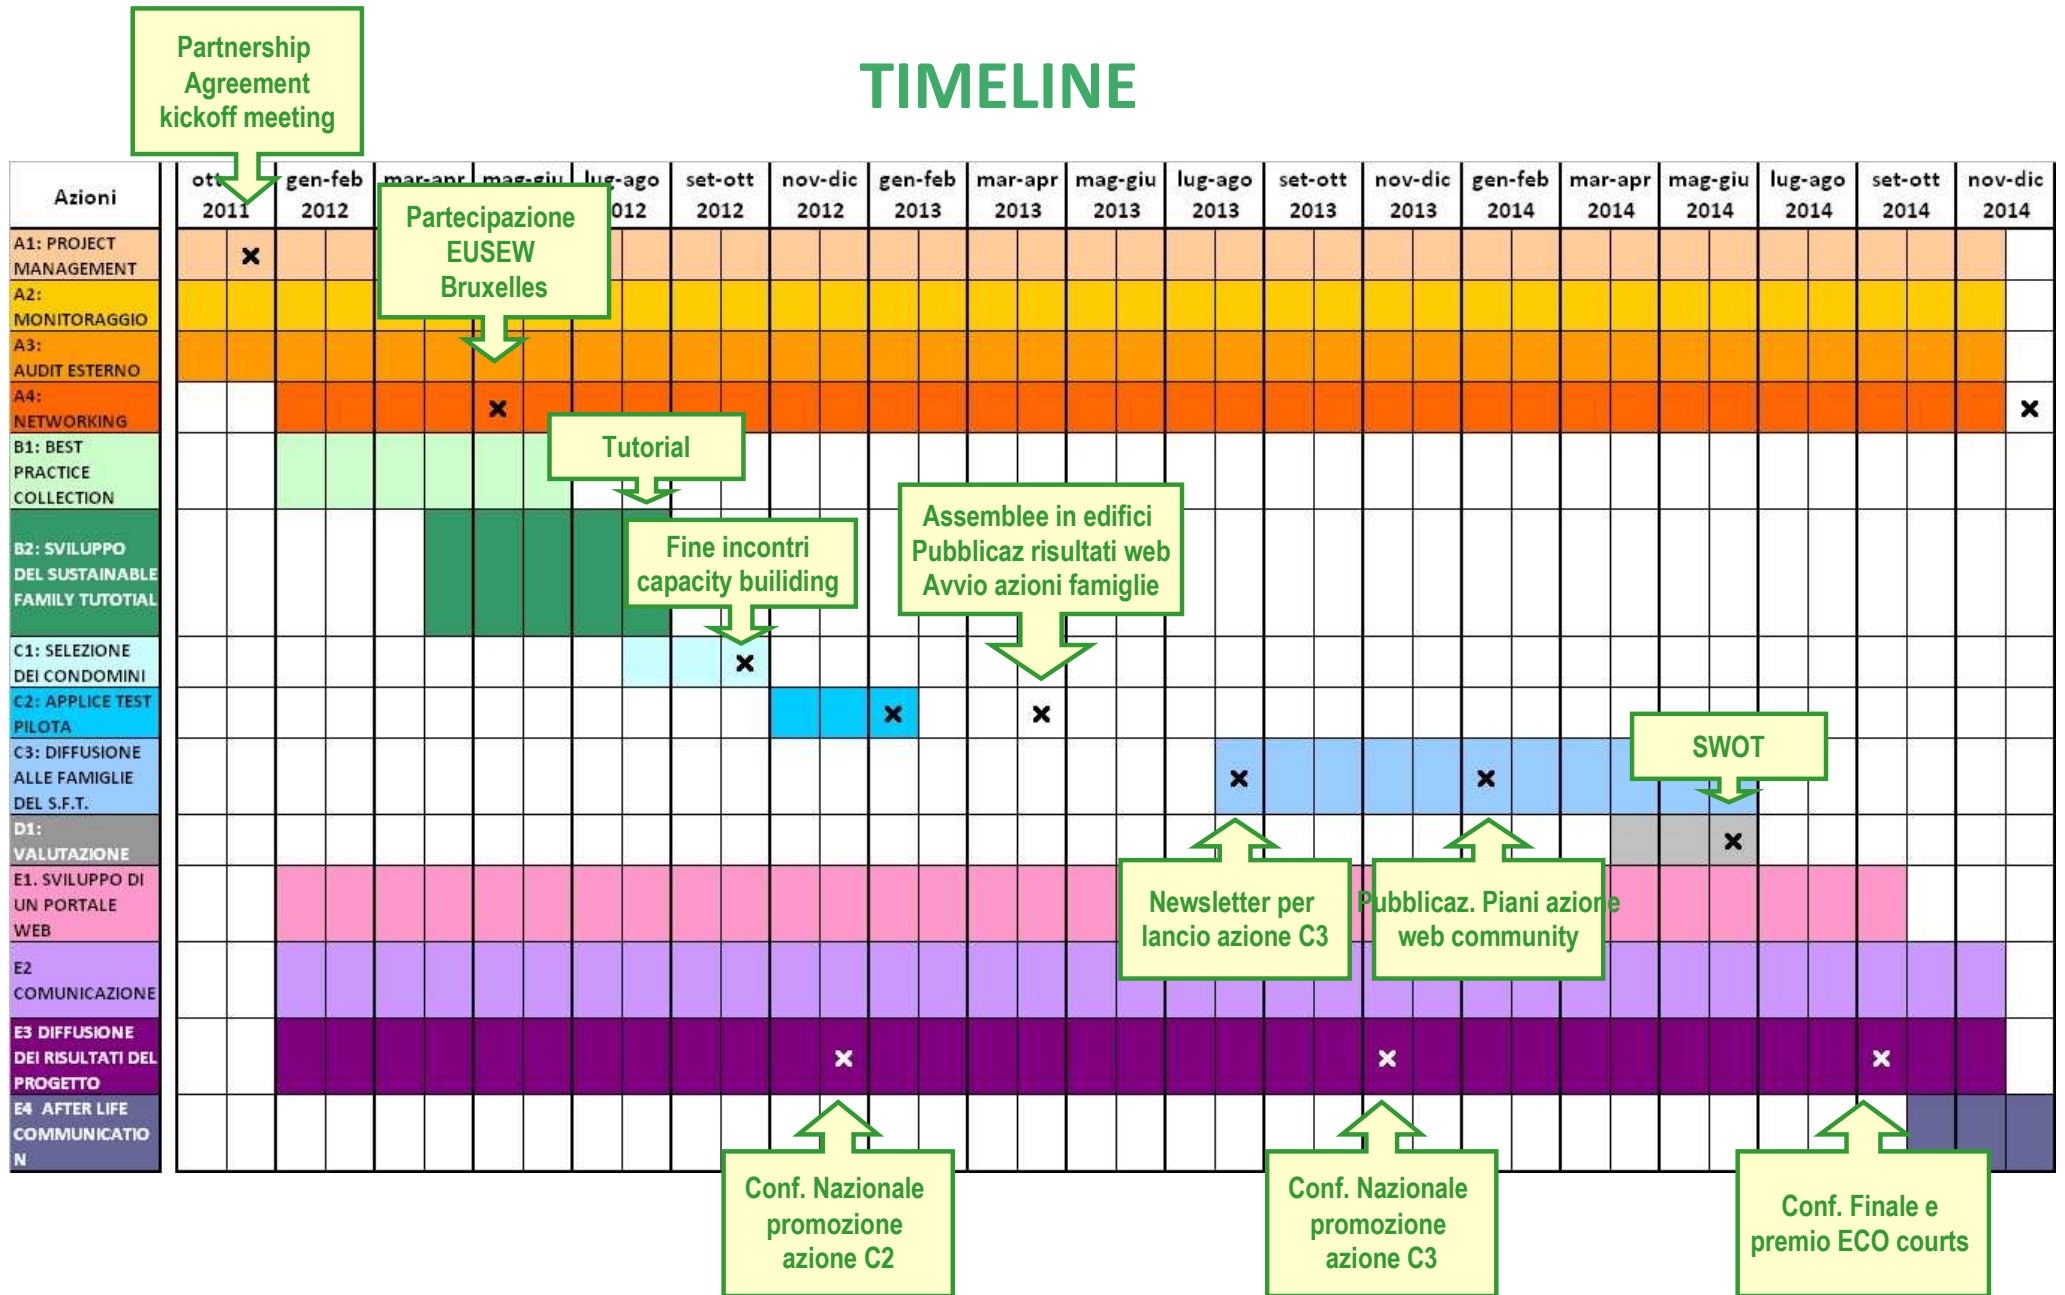 Partnership
Agreement
kickoff meeting
TIMELINE
Azioni
2011
gen-feb
2012
mar-apr
mag-giu
lug-ago
012
set-ott
2012
nov-dic
2012
gen-feb
2013
mar-apr
2013
mag-giu
2013
lug-ago
2013
set-ott
2013
nov-dic
2013
gen-feb
2014
mar-apr
2014
mag-giu
2014
lug-ago
2014
set-ott
2014
nov-dic
2014
Partecipazione
EUSEW
Bruxelles
A1: PROJECT
MANAGEMENT
A2:
MONITORAGGIO
A3:
AUDIT ESTERNO
A4:
NETWORKING
B1: BEST
PRACTICE
COLLECTION
Tutorial
B2: SVILUPPO
DEL SUSTAINABLE
FAMILY TUTOTIAL
Fine incontri
capacity builiding
Assemblee in edifici
Pubblicaz risultati web
Avvio azioni famiglie
C1: SELEZIONE
DEI CONDOMINI
C2: APPLICE TEST
PILOTA
C3: DIFFUSIONE
ALLE FAMIGLIE
DEL S.F.T.
SWOT
D1:
VALUTAZIONE
E1. SVILUPPO DI
UN PORTALE
WEB
Newsletter per
lancio azione C3
Pubblicaz. Piani azione
web community
E2
COMUNICAZIONE
E3 DIFFUSIONE
DEI RISULTATI DEL
PROGETTO
E4 AFTER LIFE
COMMUNICATIO
N
Conf. Nazionale
promozione
azione C2
Conf. Nazionale
promozione
azione C3
Conf. Finale e
premio ECO courts